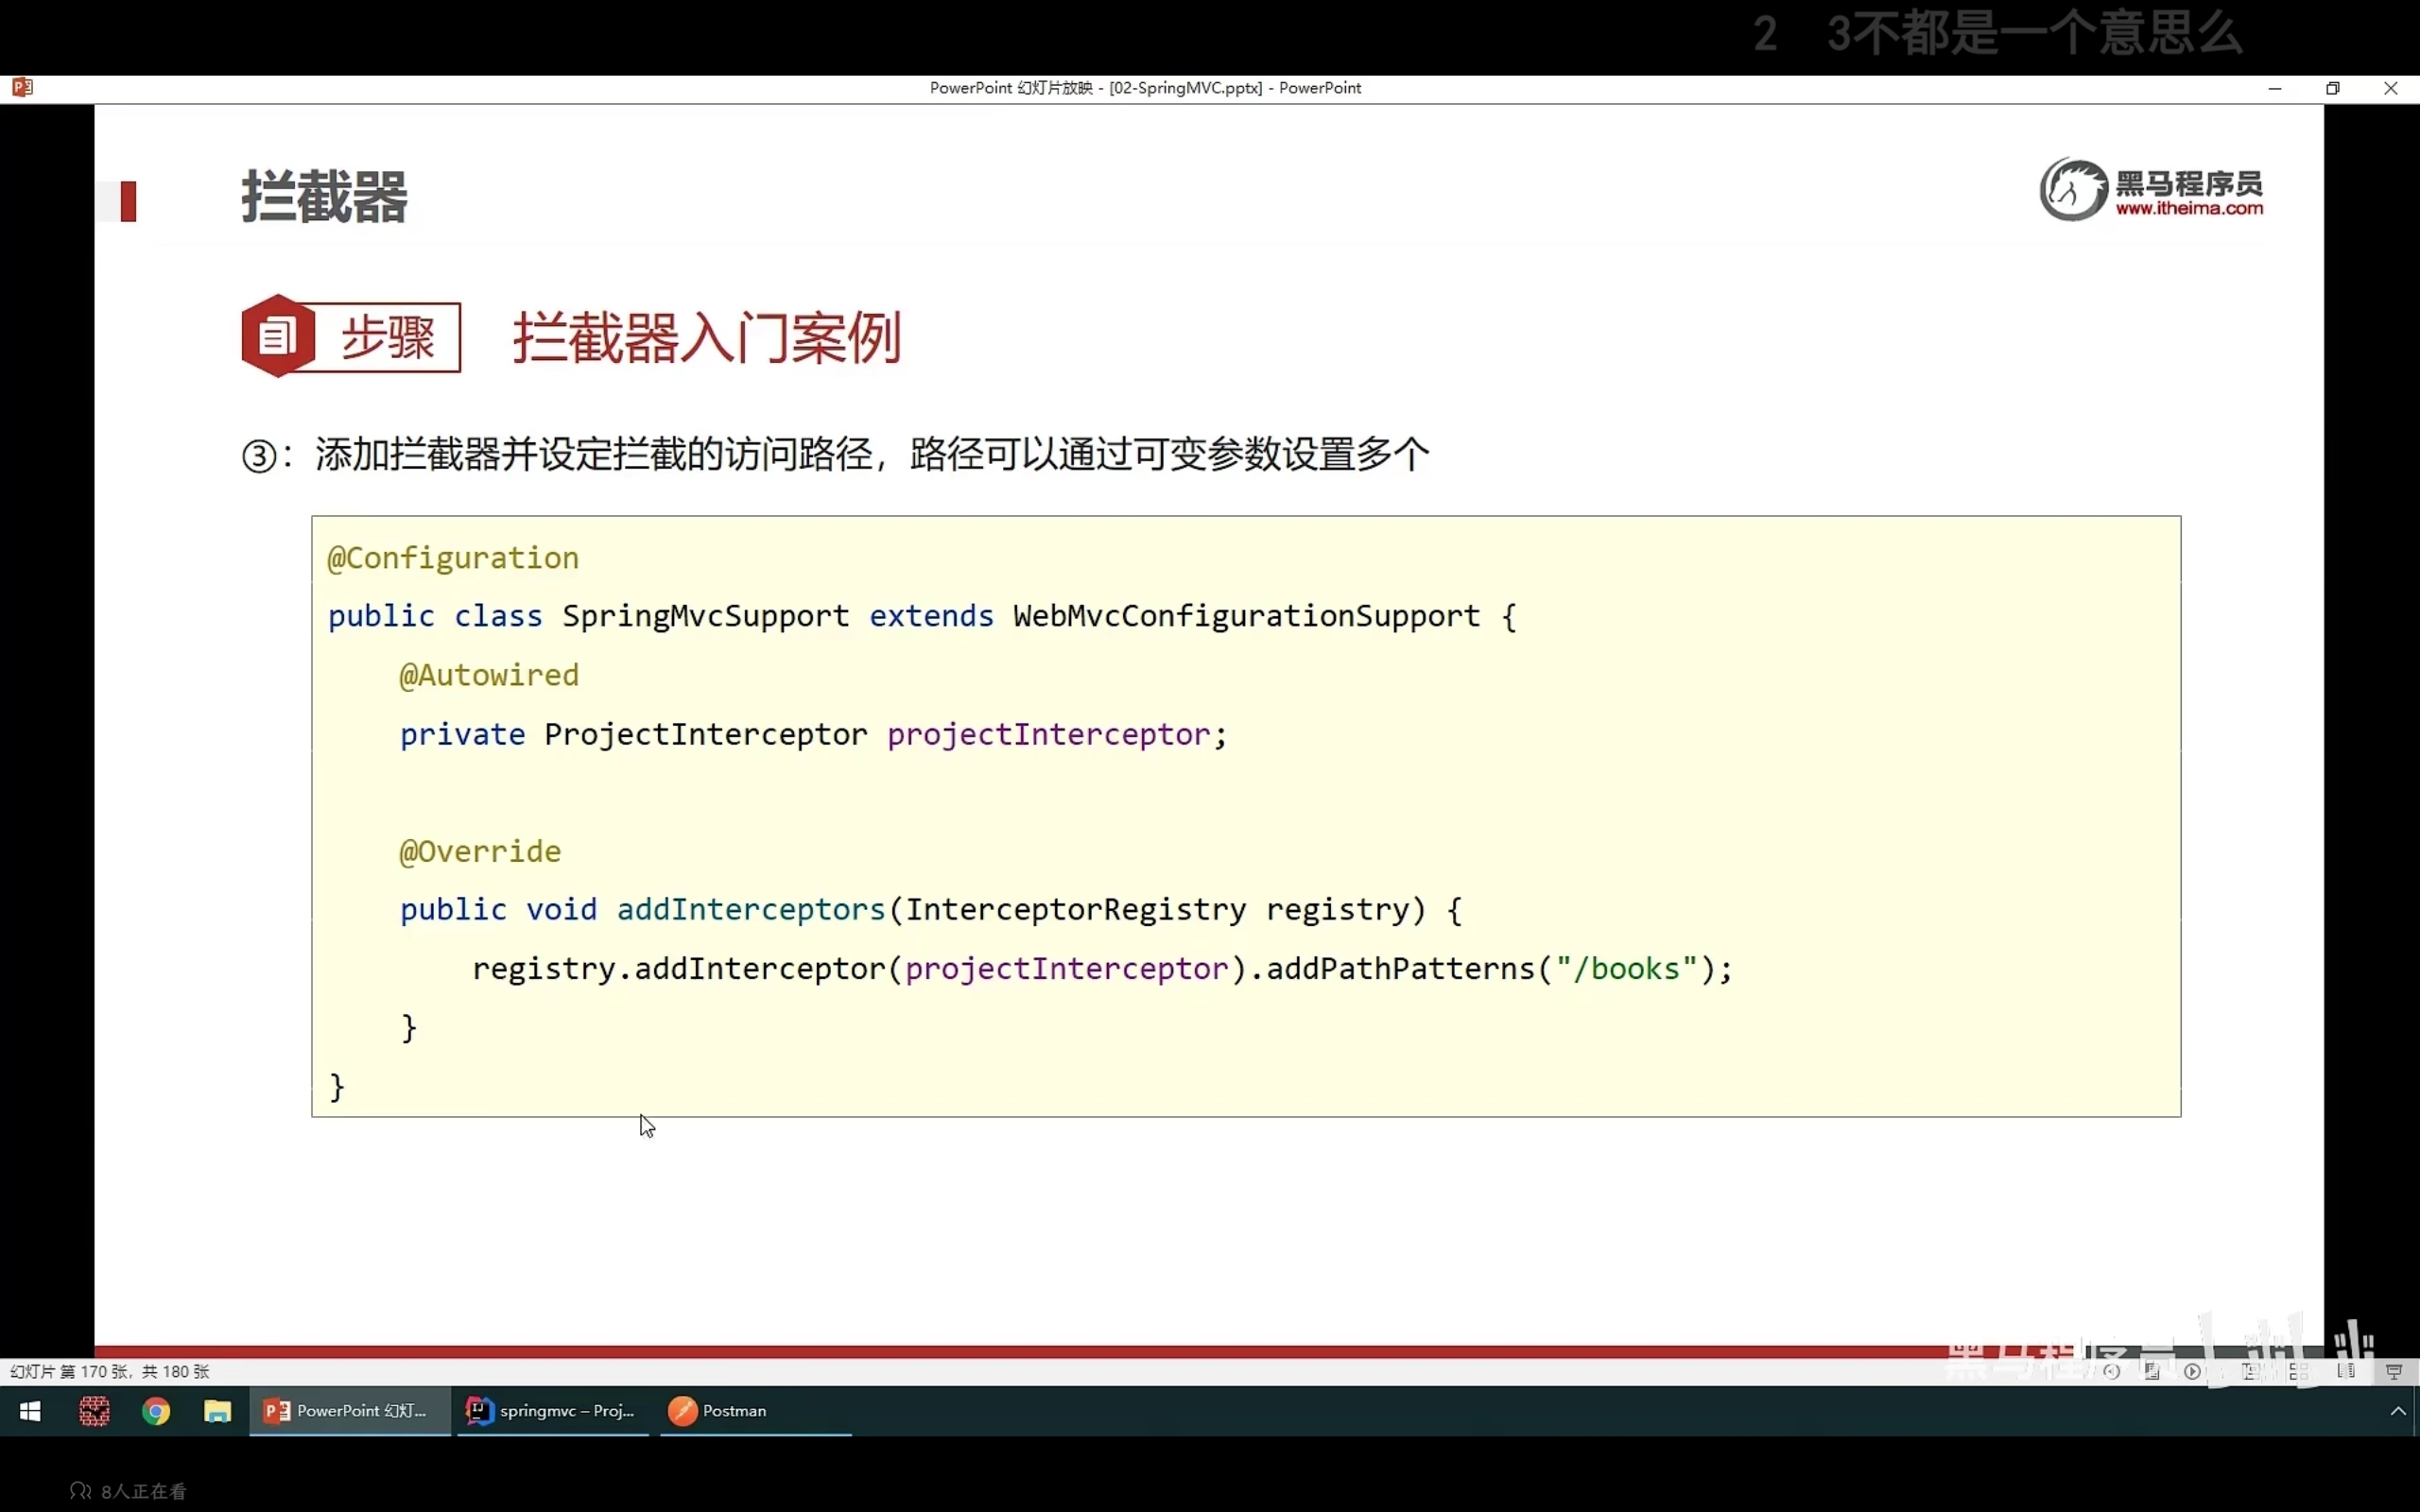 2 3不都是一个意思么
PowerPoint 幻灯片放映 - [02-SpringMVC.pptx] - PowerPoint
拦截器
黑马程序员
www.itheima.com
步骤
拦截器入门案例
③：添加拦截器并设定拦截的访问路径，路径可以通过可变参数设置多个
@Configuration
public class SpringMvcSupport extends WebMvcConfigurationSupport {
@Autowired
private ProjectInterceptor projectInterceptor;
@Override
public void addInterceptors(InterceptorRegistry registry) {
registry.addInterceptor(projectInterceptor).addPathPatterns("/books");
}
}
黑马程序员
幻灯片 第 170 张，共 180 张
PowerPoint 幻灯...
springmvc – Proj...
Postman
8人正在看